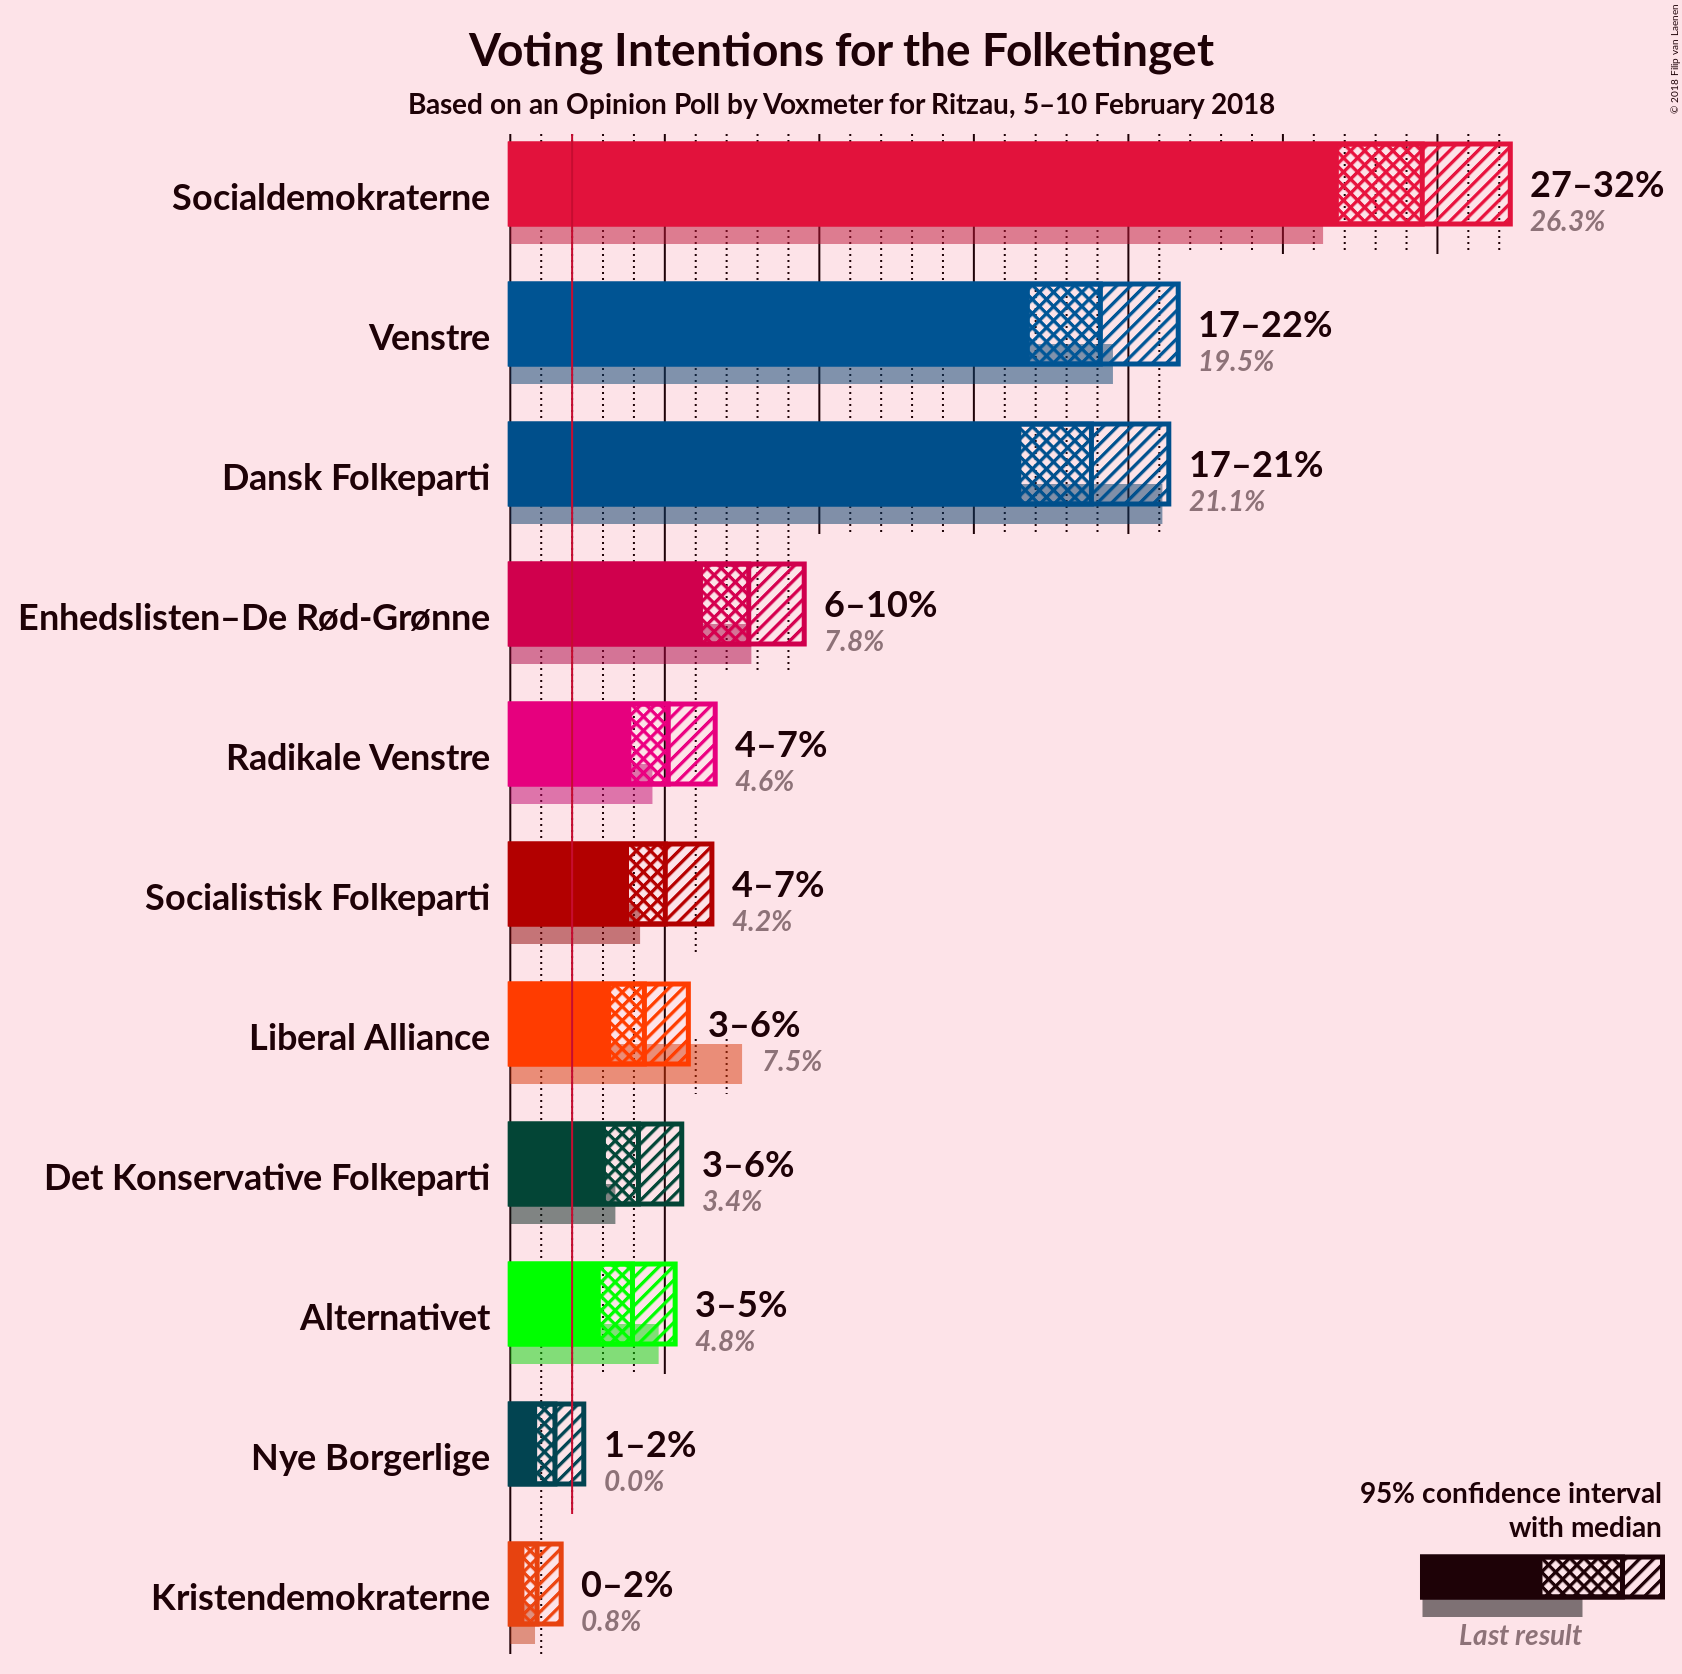 Voting Intentions for the Folketinget
Based on an Opinion Poll by Voxmeter for Ritzau, 5–10 February 2018
© 2018 Filip van Laenen
Socialdemokraterne
27–32%
26.3%
Venstre
17–22%
19.5%
Dansk Folkeparti
17–21%
21.1%
Enhedslisten–De Rød-Grønne
6–10%
7.8%
Radikale Venstre
4–7%
4.6%
Socialistisk Folkeparti
4–7%
4.2%
Liberal Alliance
3–6%
7.5%
Det Konservative Folkeparti
3–6%
3.4%
Alternativet
3–5%
4.8%
Nye Borgerlige
1–2%
0.0%
Kristendemokraterne
0–2%
0.8%
95% confidence interval
with median
Last result